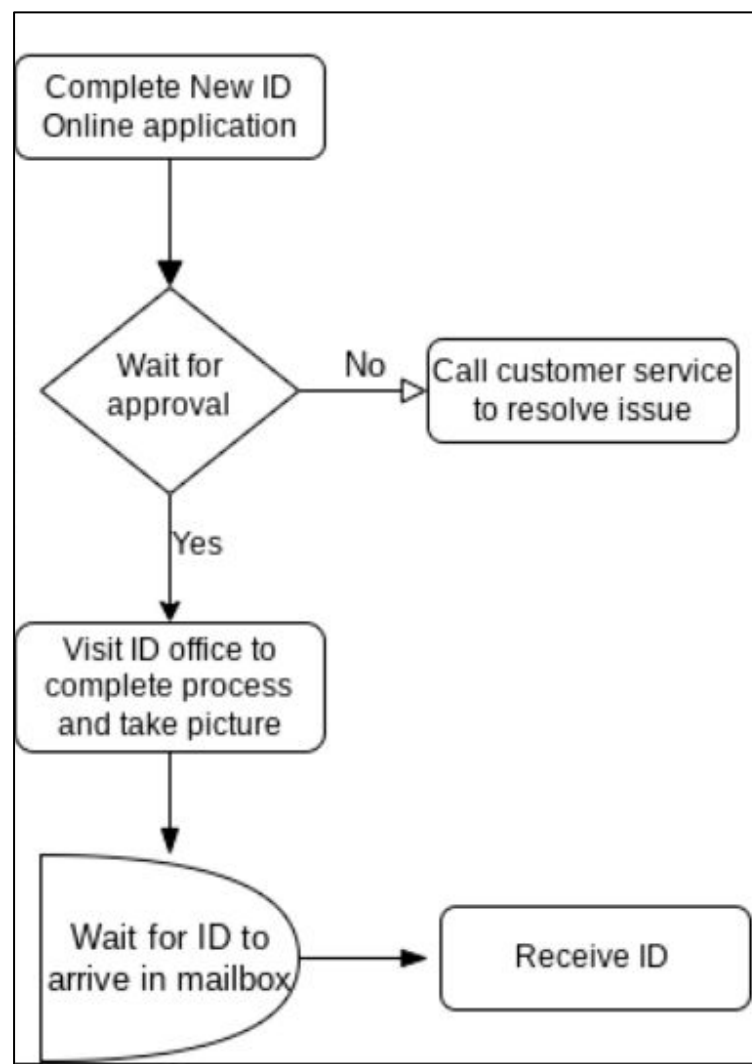 Complete New ID
Online application
Wait for
approval
No
Call customer service
to resolve issue
Yes
Visit ID office to
complete process
and take picture
Wait for ID to
arrive in mailbox
Receive ID